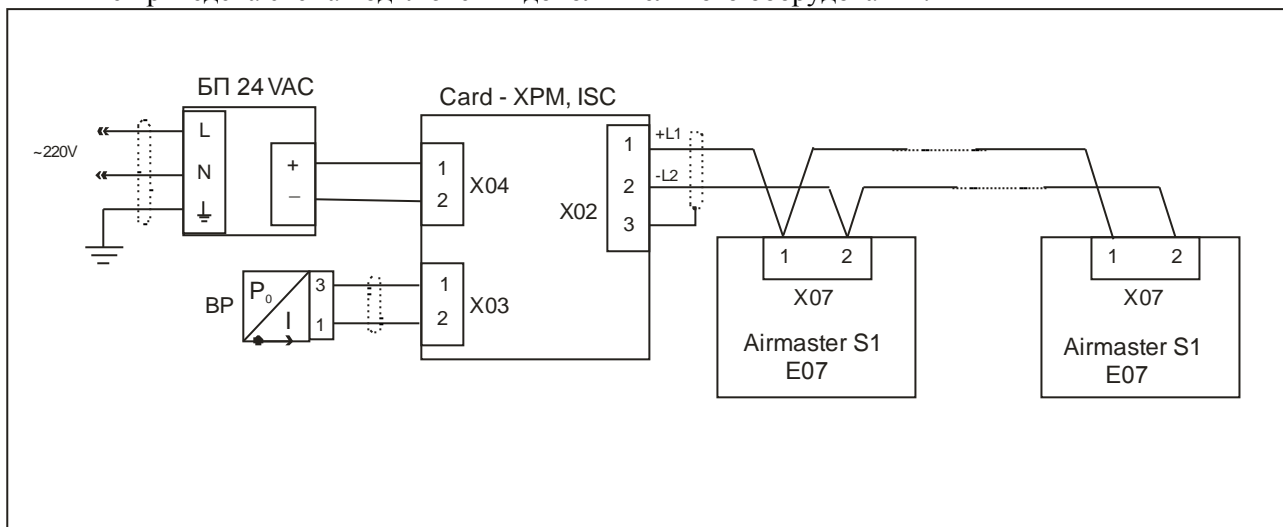 БП 24 VAC
L
N
~220V
+
–
Card - XPM, ISC
1
2
X04
1
2
3
X02
+L1
-L2
BP
P₀
I
3
1
1
2
X03
1
2
X07
Airmaster S1
E07
1
2
X07
Airmaster S1
E07